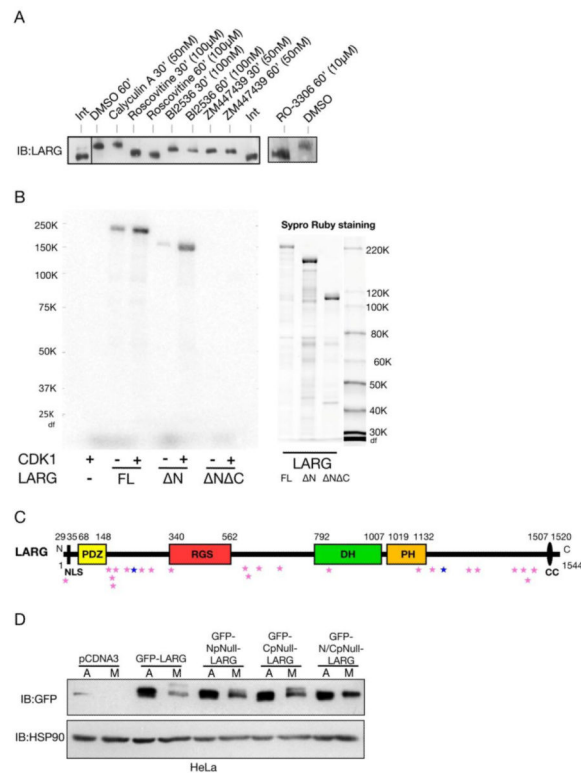 A
Int
DMSO 60'
Calyculin A 30' (50nM)
Roscovitine 30' (100µM)
Roscovitine 60' (100µM)
BI2536 30' (100nM)
BI2536 60' (100nM)
ZM447439 30' (50nM)
ZM447439 60' (50nM)
Int
RO-3306 60' (10µM)
DMSO
IB:LARG
B
250K
150K
100K
75K
50K
37K
25K
df
CDK1 + - + - + - +
LARG - FL ΔN ΔNΔC
Sypro Ruby staining
220K
120K
100K
80K
60K
50K
40K
30K
df
LARG
FL ΔN ΔNΔC
C
29 35 68 148 340 562 792 1007 1019 1132 1507 1520
LARG N PDZ RGS DH PH C
1 NLS CC 1544
D
pCDNA3 GFP-LARG GFP-NpNull-LARG GFP-CpNull-LARG GFP-N/CpNull-LARG
A M A M A M A M A M
IB:GFP
IB:HSP90
HeLa